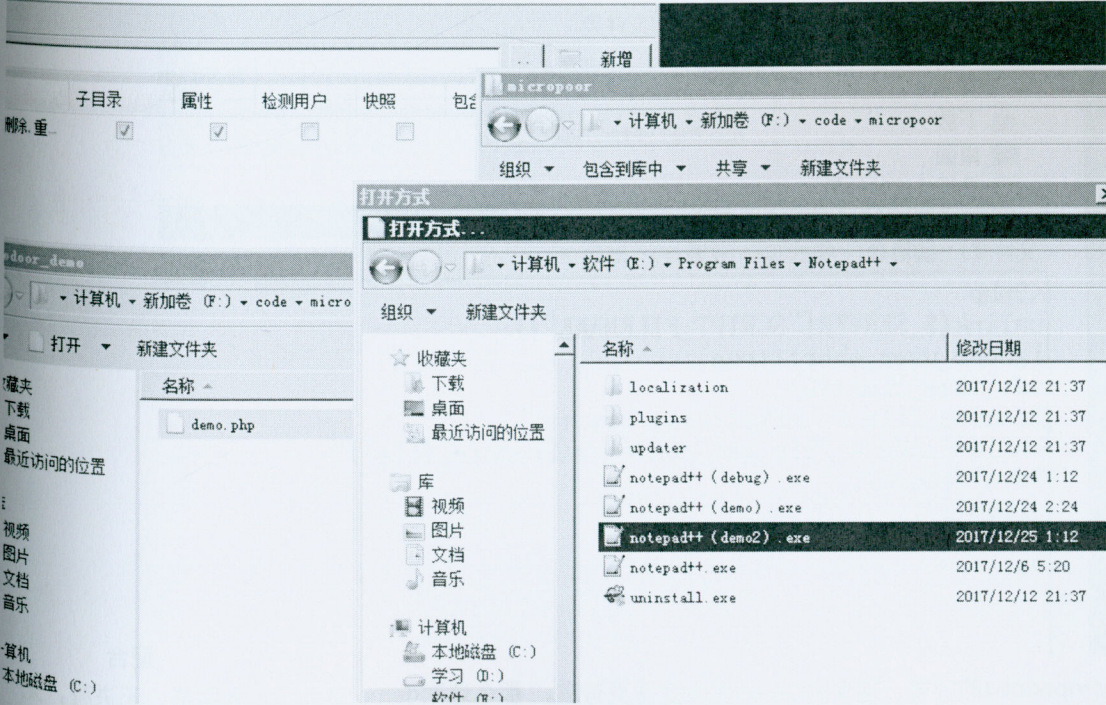 新增
子目录 属性 检测用户 快照
删除.重...
micropoor
计算机 新加卷 (F:) code micropoor
组织 包含到库中 共享 新建文件夹
打开方式
打开方式...
计算机 软件 (E:) Program Files Notepad++
组织 新建文件夹
odoor_demo
计算机 新加卷 (F:) code micro
打开 新建文件夹
收藏夹
下载
桌面
最近访问的位置
视频
图片
文档
音乐
计算机
本地磁盘 (C:)
名称
demo.php
收藏夹
下载
桌面
最近访问的位置
库
视频
图片
文档
音乐
计算机
本地磁盘 (C:)
学习 (D:)
软件 (E:)
名称 修改日期
localization 2017/12/12 21:37
plugins 2017/12/12 21:37
updater 2017/12/12 21:37
notepad++ (debug) .exe 2017/12/24 1:12
notepad++ (demo) .exe 2017/12/24 2:24
notepad++ (demo2) .exe 2017/12/25 1:12
notepad++.exe 2017/12/6 5:20
uninstall.exe 2017/12/12 21:37